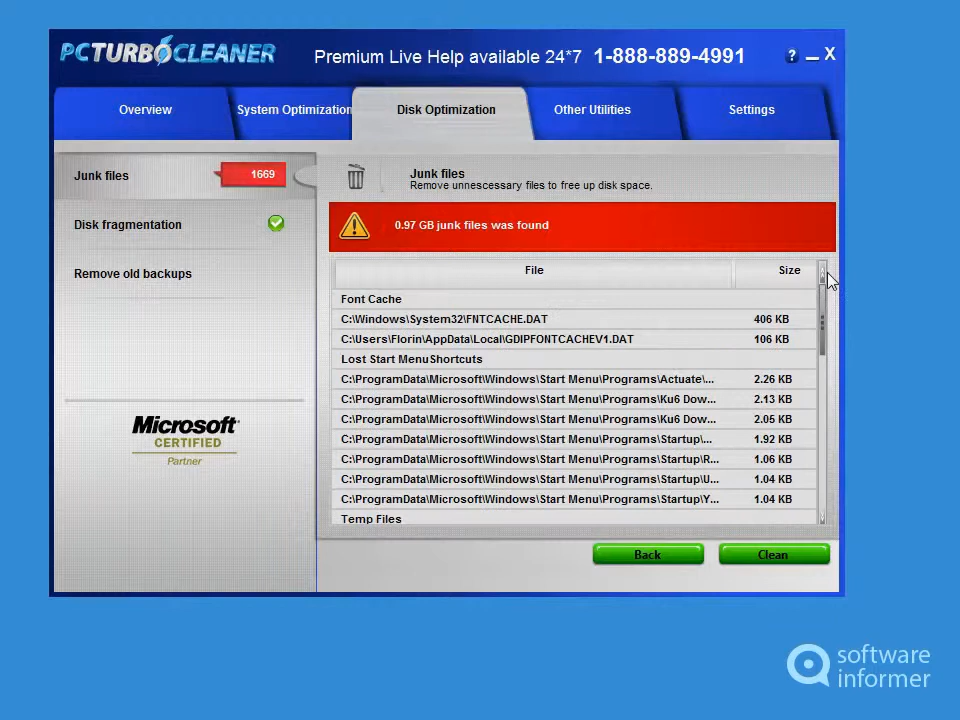 PCTURBOCLEANER
Premium Live Help available 24*7 1-888-889-4991
? X
Overview System Optimization Disk Optimization Other Utilities Settings
Junk files 1669
Disk fragmentation
Remove old backups
Microsoft
CERTIFIED
Partner
Junk files
Remove unnescessary files to free up disk space.
0.97 GB junk files was found
File Size
Font Cache
C:\Windows\System32\FNTCACHE.DAT 406 KB
C:\Users\Florin\AppData\Local\GDIPFONTCACHEV1.DAT 106 KB
Lost Start MenuShortcuts
C:\ProgramData\Microsoft\Windows\Start Menu\Programs\Actuate\... 2.26 KB
C:\ProgramData\Microsoft\Windows\Start Menu\Programs\Ku6 Dow... 2.13 KB
C:\ProgramData\Microsoft\Windows\Start Menu\Programs\Ku6 Dow... 2.05 KB
C:\ProgramData\Microsoft\Windows\Start Menu\Programs\Startup\... 1.92 KB
C:\ProgramData\Microsoft\Windows\Start Menu\Programs\Startup\R... 1.06 KB
C:\ProgramData\Microsoft\Windows\Start Menu\Programs\Startup\U... 1.04 KB
C:\ProgramData\Microsoft\Windows\Start Menu\Programs\Startup\Y... 1.04 KB
Temp Files
Back Clean
software
informer